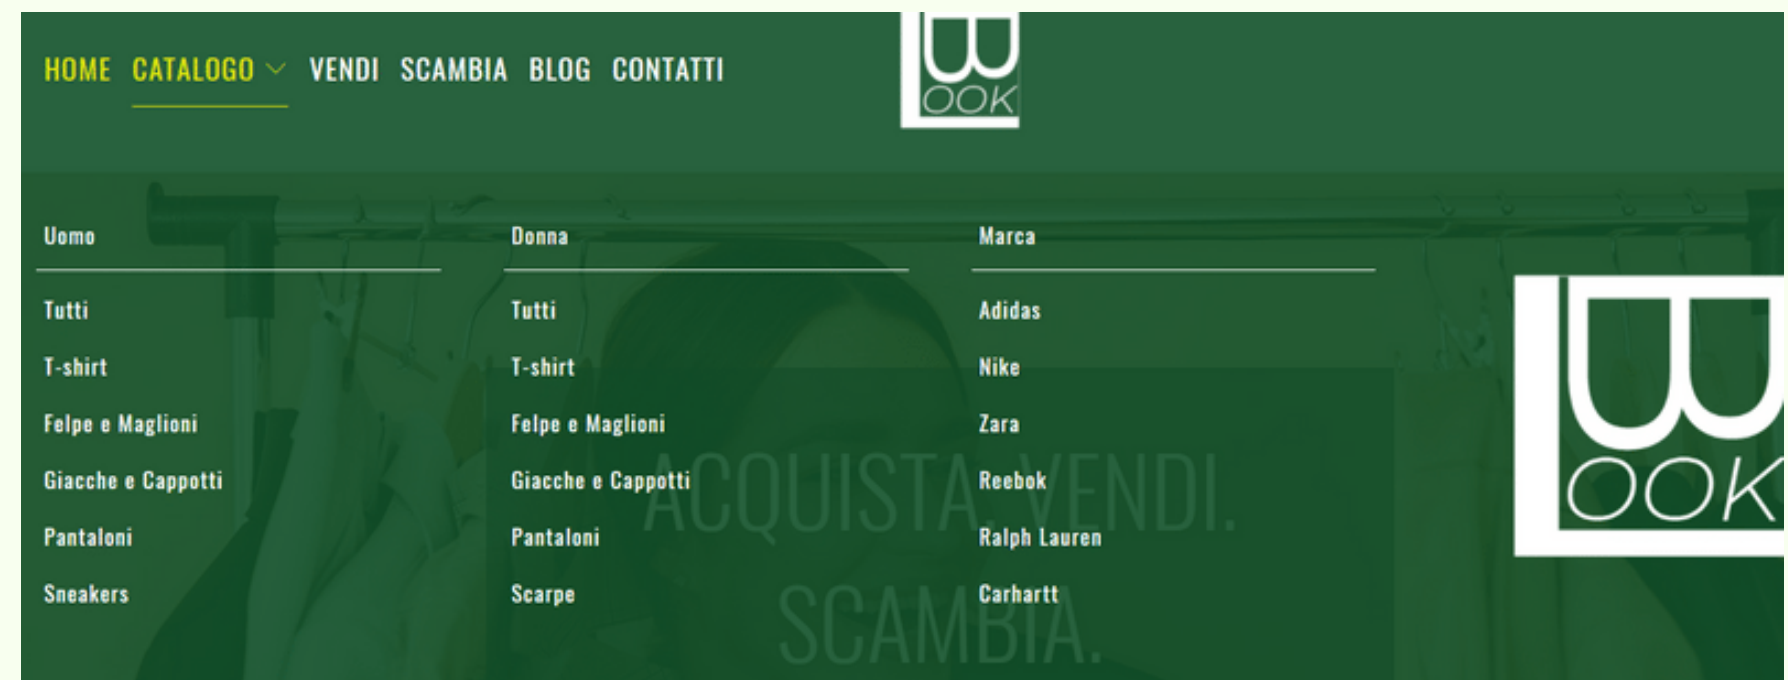 HOME CATALOGO VENDI SCAMBIA BLOG CONTATTI
B
OOK
Uomo
Tutti
T-shirt
Felpe e Maglioni
Giacche e Cappotti
Pantaloni
Sneakers
Donna
Tutti
T-shirt
Felpe e Maglioni
Giacche e Cappotti
Pantaloni
Scarpe
Marca
Adidas
Nike
Zara
Reebok
Ralph Lauren
Carhartt
ACQUISTA. VENDI.
SCAMBIA.
B
OOK